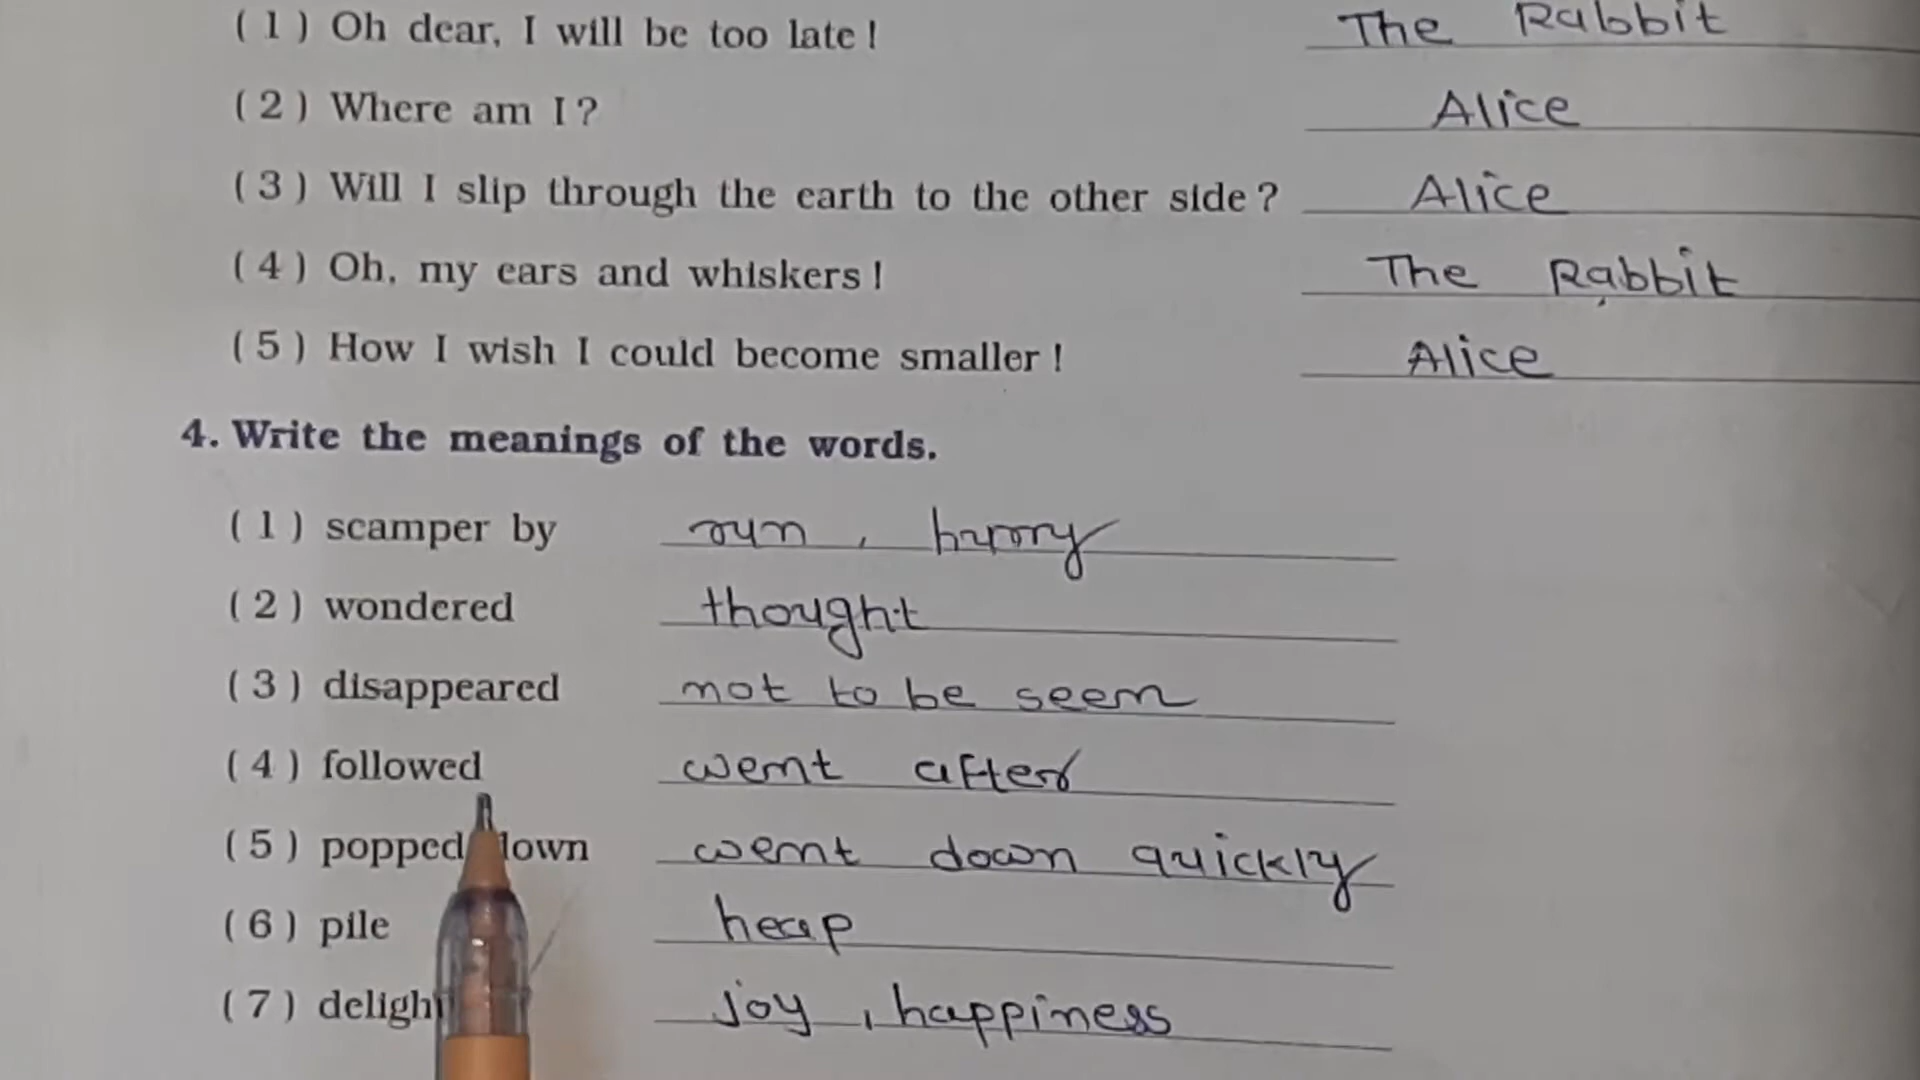 ( 1 ) Oh dear, I will be too late ! The Rabbit
( 2 ) Where am I ? Alice
( 3 ) Will I slip through the earth to the other side ? Alice
( 4 ) Oh, my ears and whiskers ! The Rabbit
( 5 ) How I wish I could become smaller ! Alice
4. Write the meanings of the words.
( 1 ) scamper by run , hurry
( 2 ) wondered thought
( 3 ) disappeared not to be seen
( 4 ) followed went after
( 5 ) popped down went down quickly
( 6 ) pile heap
( 7 ) delight joy , happiness